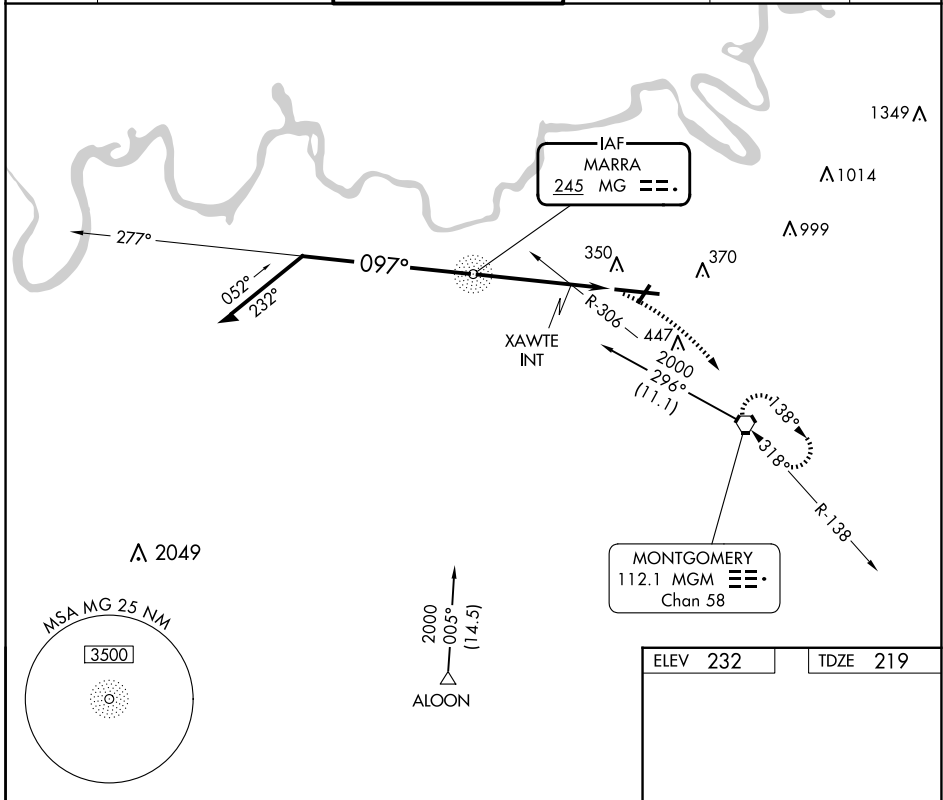 1349
IAF
MARRA
245 MG
1014
999
277°
097°
350
370
052°
232°
R-306
XAWTE
INT
447
2000
296°
(11.1)
138°
318°
R-138
2049
MONTGOMERY
112.1 MGM
Chan 58
MSA MG 25 NM
3500
2000
005°
(14.5)
ALOON
ELEV 232
TDZE 219